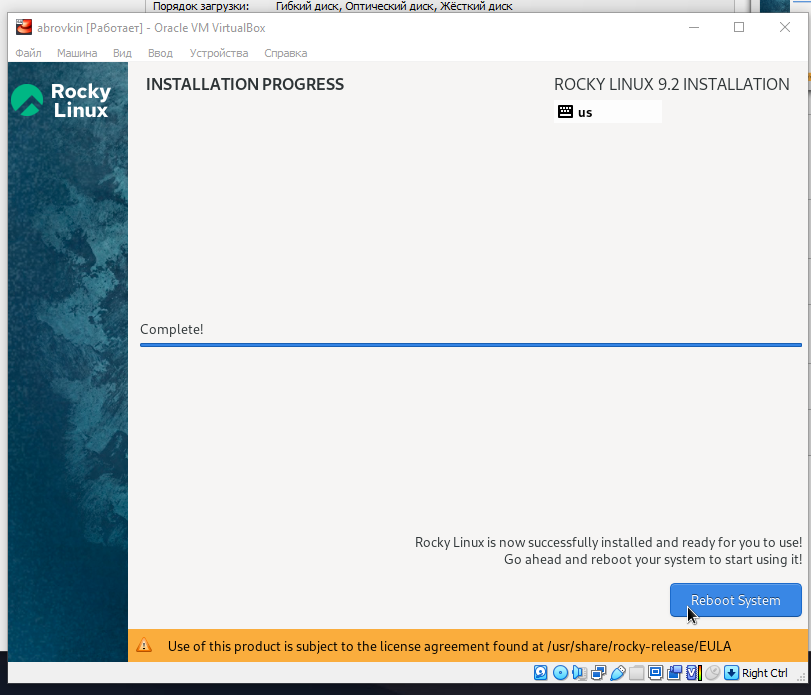 Порядок загрузки: Гибкий диск, Оптический диск, Жёсткий диск
abrovkin [Работает] - Oracle VM VirtualBox
Файл Машина Вид Ввод Устройства Справка
Rocky
Linux
INSTALLATION PROGRESS
ROCKY LINUX 9.2 INSTALLATION
us
Complete!
Rocky Linux is now successfully installed and ready for you to use!
Go ahead and reboot your system to start using it!
Reboot System
Use of this product is subject to the license agreement found at /usr/share/rocky-release/EULA
Right Ctrl